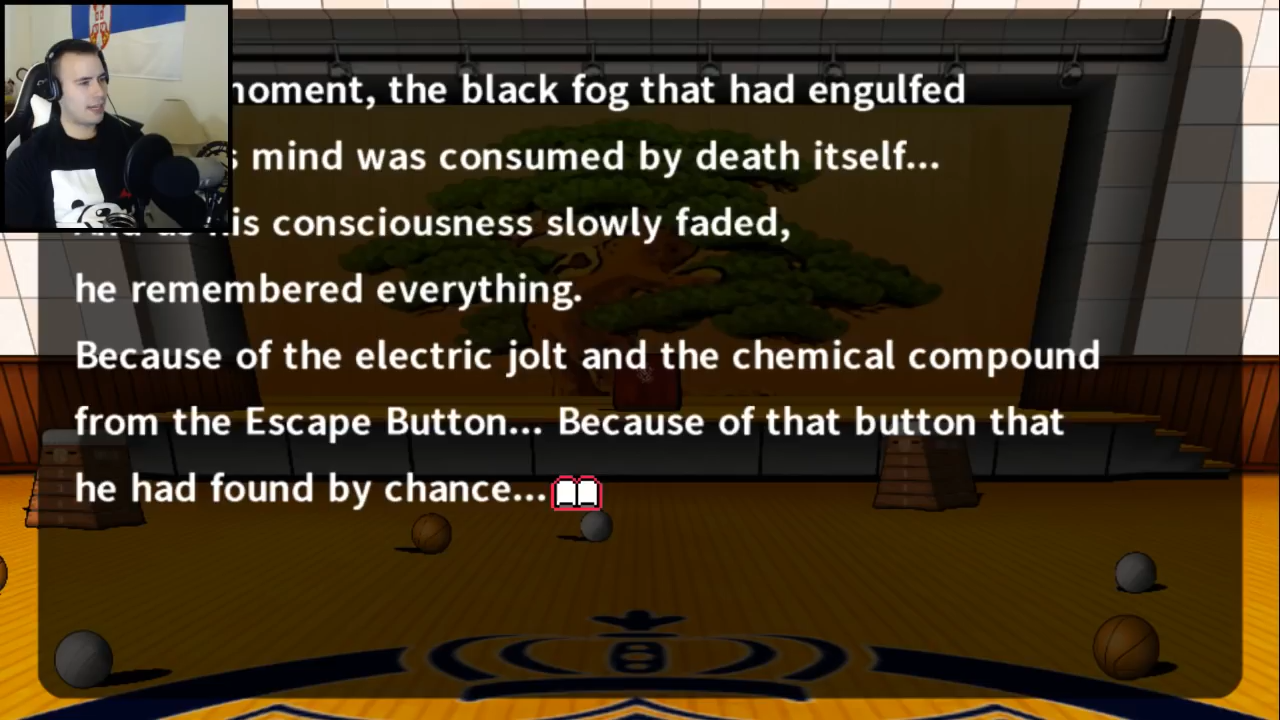 moment, the black fog that had engulfed
mind was consumed by death itself...
his consciousness slowly faded,
he remembered everything.
Because of the electric jolt and the chemical compound
from the Escape Button... Because of that button that
he had found by chance...